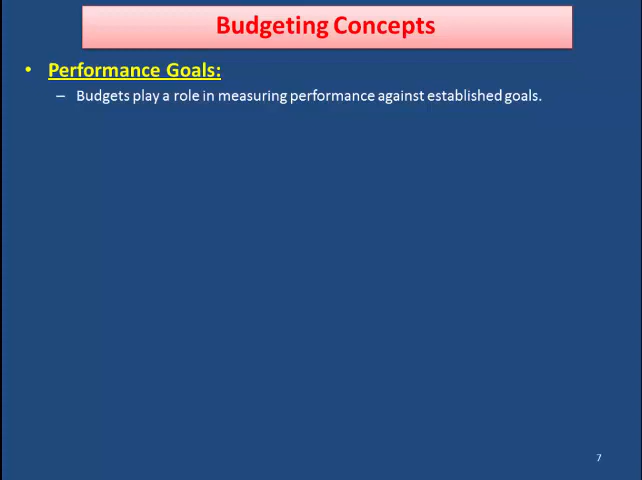 Budgeting Concepts
• Performance Goals:
– Budgets play a role in measuring performance against established goals.
7